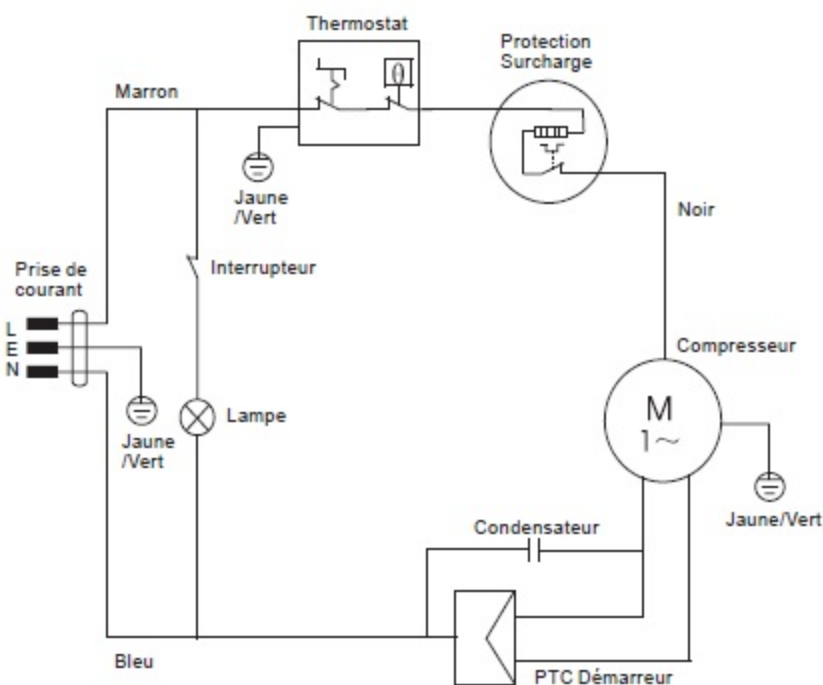 Thermostat
Protection
Surcharge
Marron
Jaune
/Vert
Noir
Prise de
courant
Interrupteur
L
E
N
Compresseur
M
1~
Lampe
Jaune
/Vert
Jaune/Vert
Condensateur
Bleu
PTC Démarreur